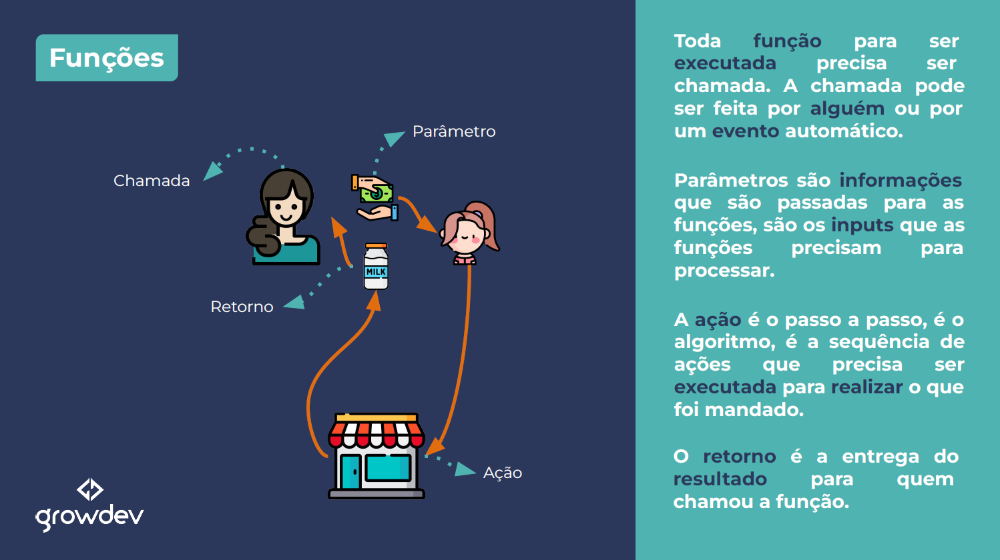 Funções
Parâmetro
Chamada
MILK
Retorno
Ação
growdev
Toda função para ser
executada precisa ser
chamada. A chamada pode
ser feita por alguém ou por
um evento automático.
Parâmetros são informações
que são passadas para as
funções, são os inputs que as
funções precisam para
processar.
A ação é o passo a passo, é o
algoritmo, é a sequência de
ações que precisa ser
executada para realizar o que
foi mandado.
O retorno é a entrega do
resultado para quem
chamou a função.